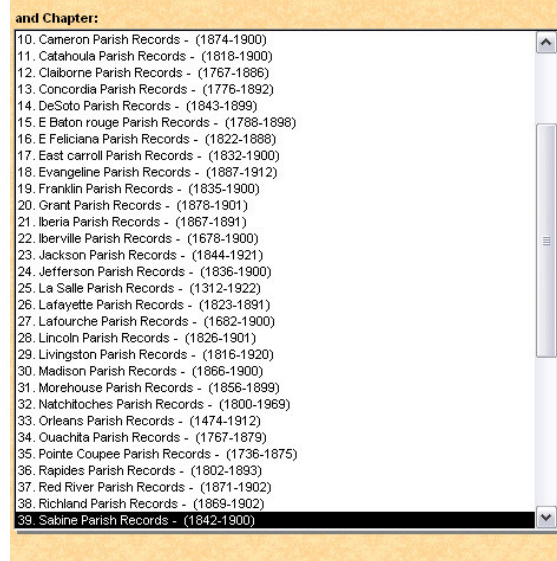 and Chapter:
10. Cameron Parish Records - (1874-1900)
11. Catahoula Parish Records - (1818-1900)
12. Claiborne Parish Records - (1767-1886)
13. Concordia Parish Records - (1776-1892)
14. DeSoto Parish Records - (1843-1899)
15. E Baton rouge Parish Records - (1788-1898)
16. E Feliciana Parish Records - (1822-1888)
17. East carroll Parish Records - (1832-1900)
18. Evangeline Parish Records - (1887-1912)
19. Franklin Parish Records - (1835-1900)
20. Grant Parish Records - (1878-1901)
21. Iberia Parish Records - (1867-1891)
22. Iberville Parish Records - (1678-1900)
23. Jackson Parish Records - (1844-1921)
24. Jefferson Parish Records - (1836-1900)
25. La Salle Parish Records - (1312-1922)
26. Lafayette Parish Records - (1823-1891)
27. Lafourche Parish Records - (1682-1900)
28. Lincoln Parish Records - (1826-1901)
29. Livingston Parish Records - (1816-1920)
30. Madison Parish Records - (1866-1900)
31. Morehouse Parish Records - (1856-1899)
32. Natchitoches Parish Records - (1800-1969)
33. Orleans Parish Records - (1474-1912)
34. Ouachita Parish Records - (1767-1879)
35. Pointe Coupee Parish Records - (1736-1875)
36. Rapides Parish Records - (1802-1893)
37. Red River Parish Records - (1871-1902)
38. Richland Parish Records - (1869-1902)
39. Sabine Parish Records - (1842-1900)